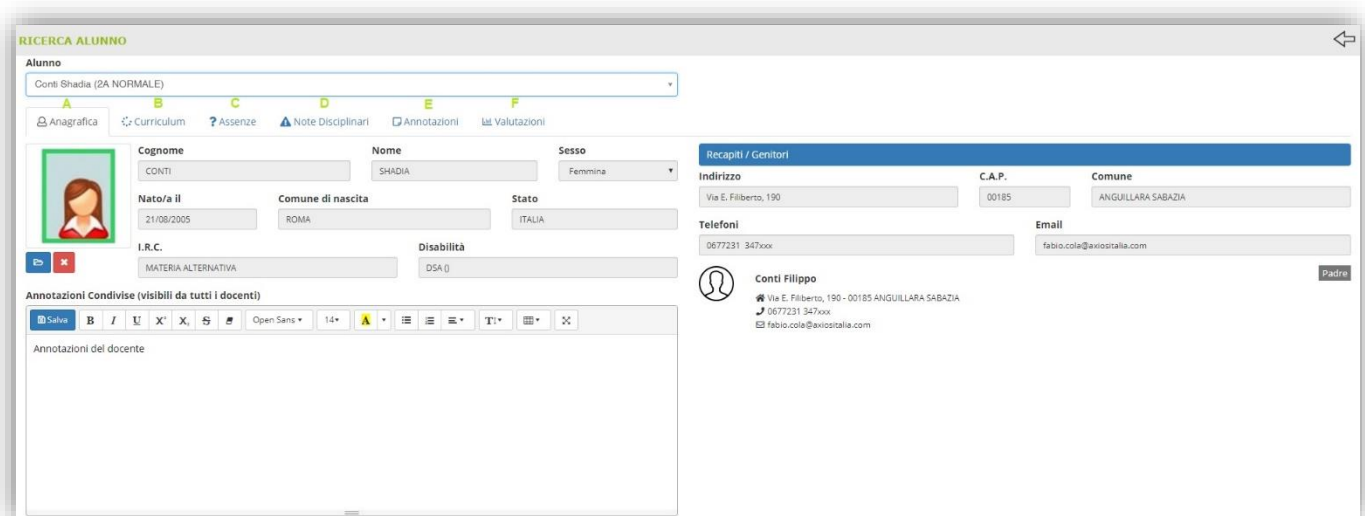 RICERCA ALUNNO
Alunno
Conti Shadia (2A NORMALE)
A B C D E F
Anagrafica Curriculum Assenze Note Disciplinari Annotazioni Valutazioni
Cognome Nome Sesso
CONTI SHADIA Femmina
Nato/a il Comune di nascita Stato
21/08/2005 ROMA ITALIA
I.R.C. Disabilità
MATERIA ALTERNATIVA DSA ()
Annotazioni Condivise (visibili da tutti i docenti)
Salva B I U X X S Open Sans 14 A T
Annotazioni del docente
Recapiti / Genitori
Indirizzo C.A.P. Comune
Via E. Filiberto, 190 00185 ANGUILLARA SABAZIA
Telefoni Email
0677231 347xxx fabio.cola@axiositalia.com
Conti Filippo Padre
Via E. Filiberto, 190 - 00185 ANGUILLARA SABAZIA
0677231 347xxx
fabio.cola@axiositalia.com